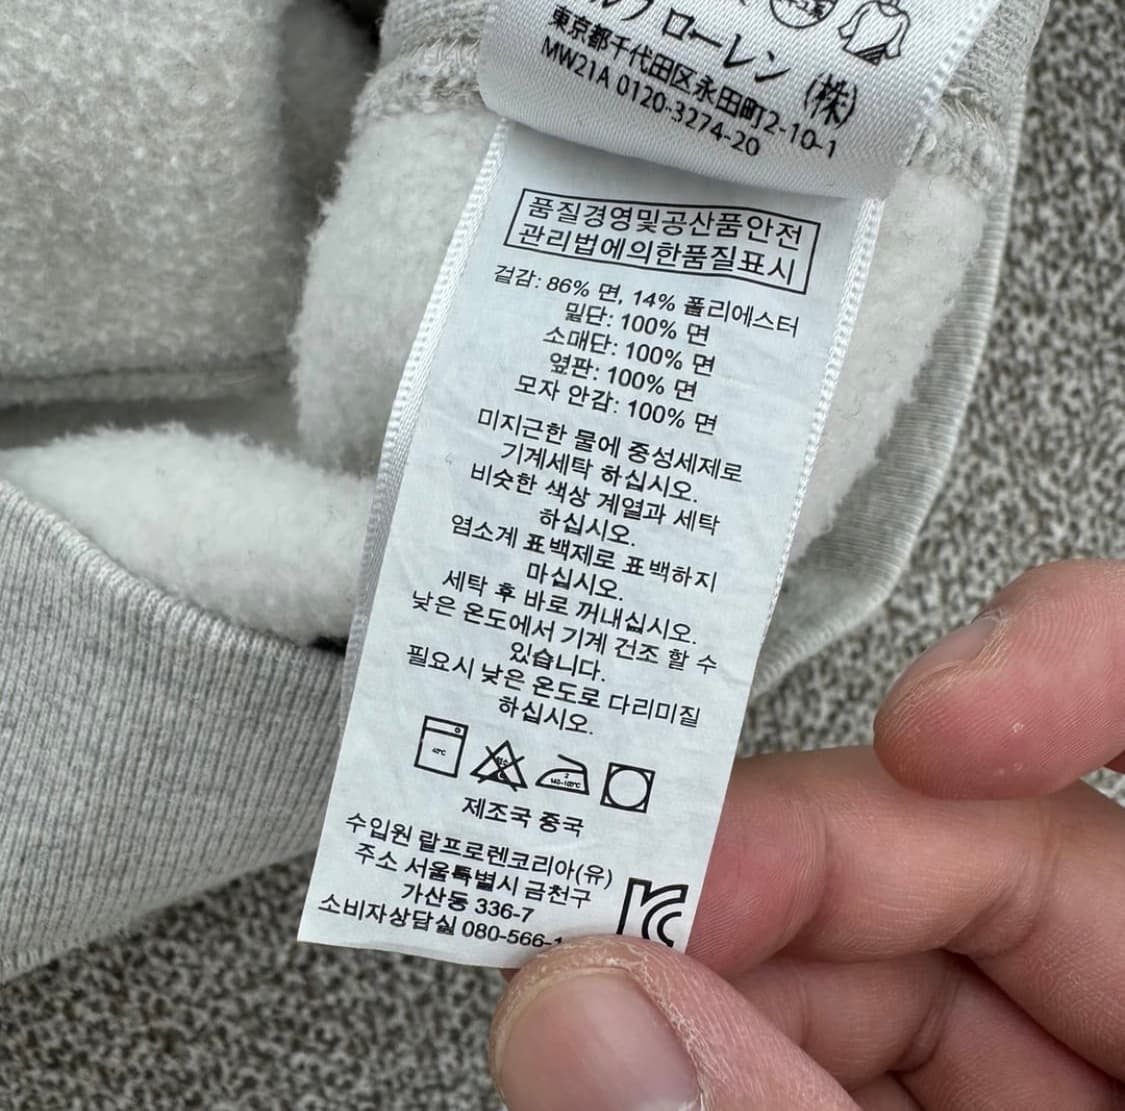 ルフローレン (株)
東京都千代田区永田町2-10-1
MW21A 0120-3274-20
품질경영및공산품안전
관리법에의한품질표시
겉감: 86% 면, 14% 폴리에스터
밑단: 100% 면
소매단: 100% 면
옆판: 100% 면
모자 안감: 100% 면
미지근한 물에 중성세제로
기계세탁 하십시오.
비슷한 색상 계열과 세탁
하십시오.
염소계 표백제로 표백하지
마십시오.
세탁 후 바로 꺼내십시오.
낮은 온도에서 기계 건조 할 수
있습니다.
필요시 낮은 온도로 다리미질
하십시오.
제조국 중국
수입원 랄프로렌코리아(유)
주소 서울특별시 금천구
가산동 336-7
소비자상담실 080-566-